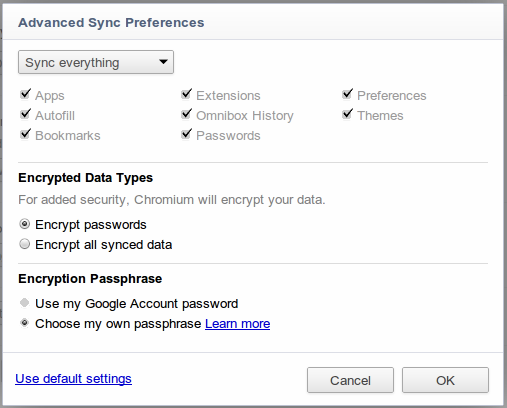 Advanced Sync Preferences
Sync everything
Apps Extensions Preferences
Autofill Omnibox History Themes
Bookmarks Passwords
Encrypted Data Types
For added security, Chromium will encrypt your data.
Encrypt passwords
Encrypt all synced data
Encryption Passphrase
Use my Google Account password
Choose my own passphrase Learn more
Use default settings Cancel OK